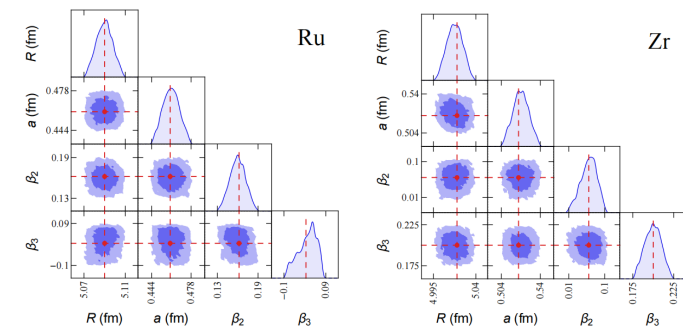 Ru
R (fm)
a (fm)
0.478
0.444
β₂
0.19
0.13
β₃
0.09
−0.1
5.07 5.11 0.444 0.478 0.13 0.19 −0.1 0.09
R (fm) a (fm) β₂ β₃
Zr
R (fm)
a (fm)
0.54
0.504
β₂
0.1
0.01
β₃
0.225
0.175
4.995 5.04 0.504 0.54 0.01 0.1 0.175 0.225
R (fm) a (fm) β₂ β₃